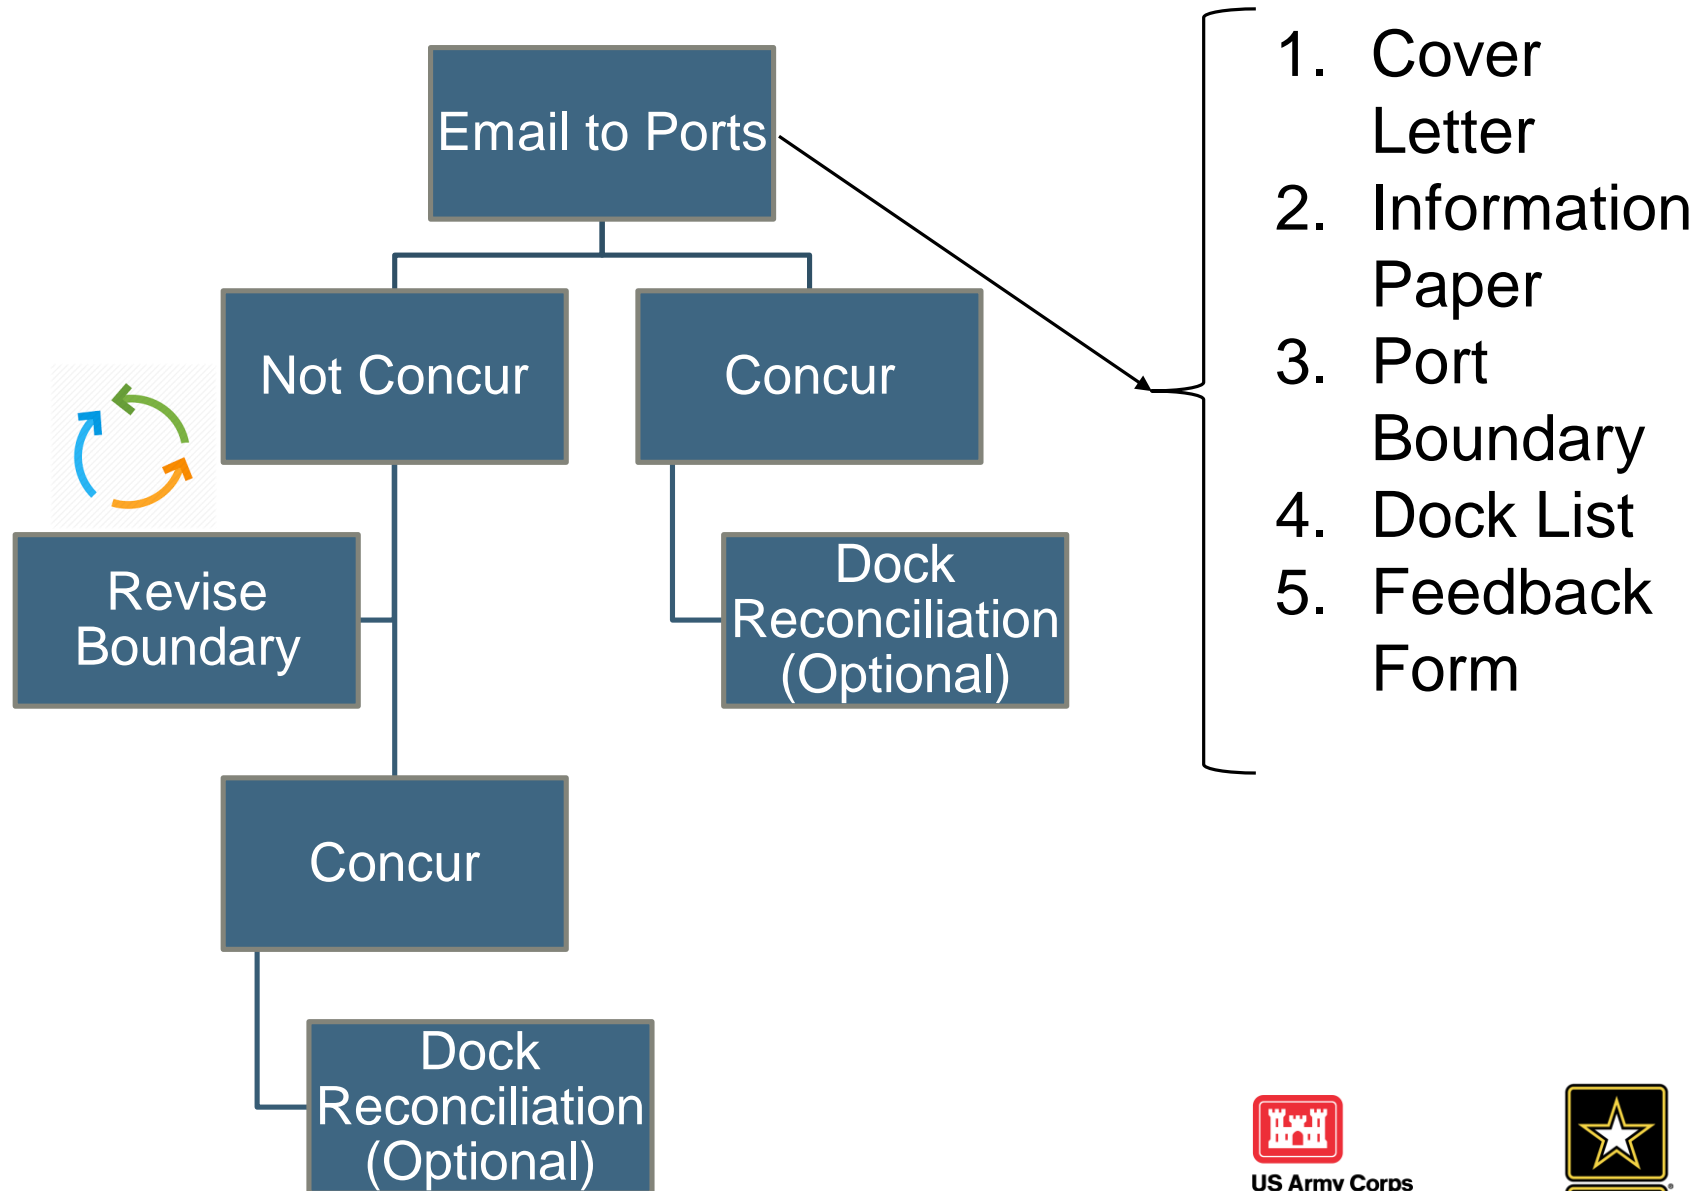 Email to Ports
Not Concur
Concur
Revise
Boundary
Dock
Reconciliation
(Optional)
Concur
Dock
Reconciliation
(Optional)
1. Cover
Letter
2. Information
Paper
3. Port
Boundary
4. Dock List
5. Feedback
Form
US Army Corps